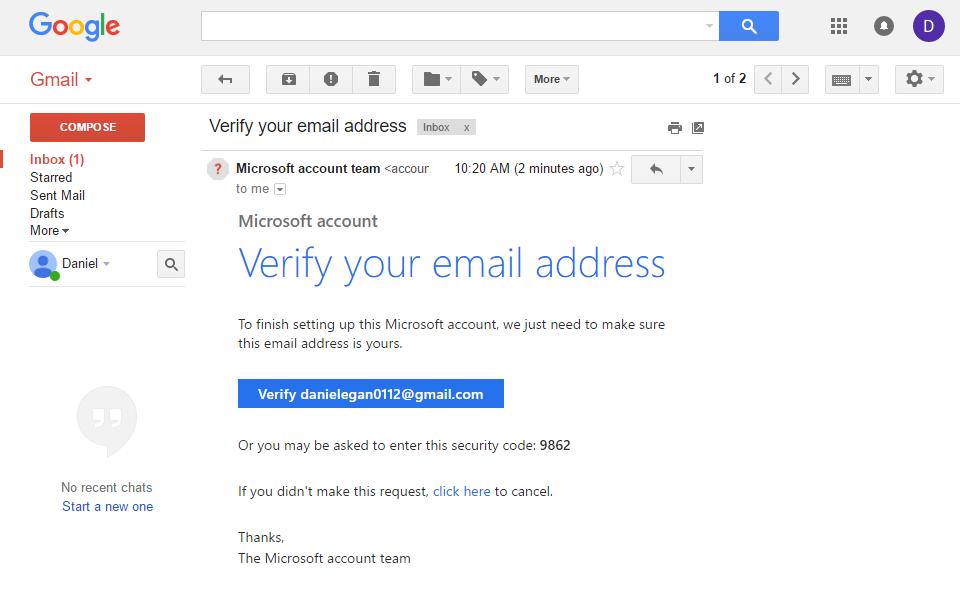 Google
D
Gmail
More
1 of 2
COMPOSE
Verify your email address
Inbox x
Inbox (1)
Starred
Sent Mail
Drafts
More
Daniel
?
Microsoft account team <accour
10:20 AM (2 minutes ago)
to me
Microsoft account
Verify your email address
To finish setting up this Microsoft account, we just need to make sure
this email address is yours.
Verify danielegan0112@gmail.com
Or you may be asked to enter this security code: 9862
If you didn't make this request, click here to cancel.
Thanks,
The Microsoft account team
No recent chats
Start a new one